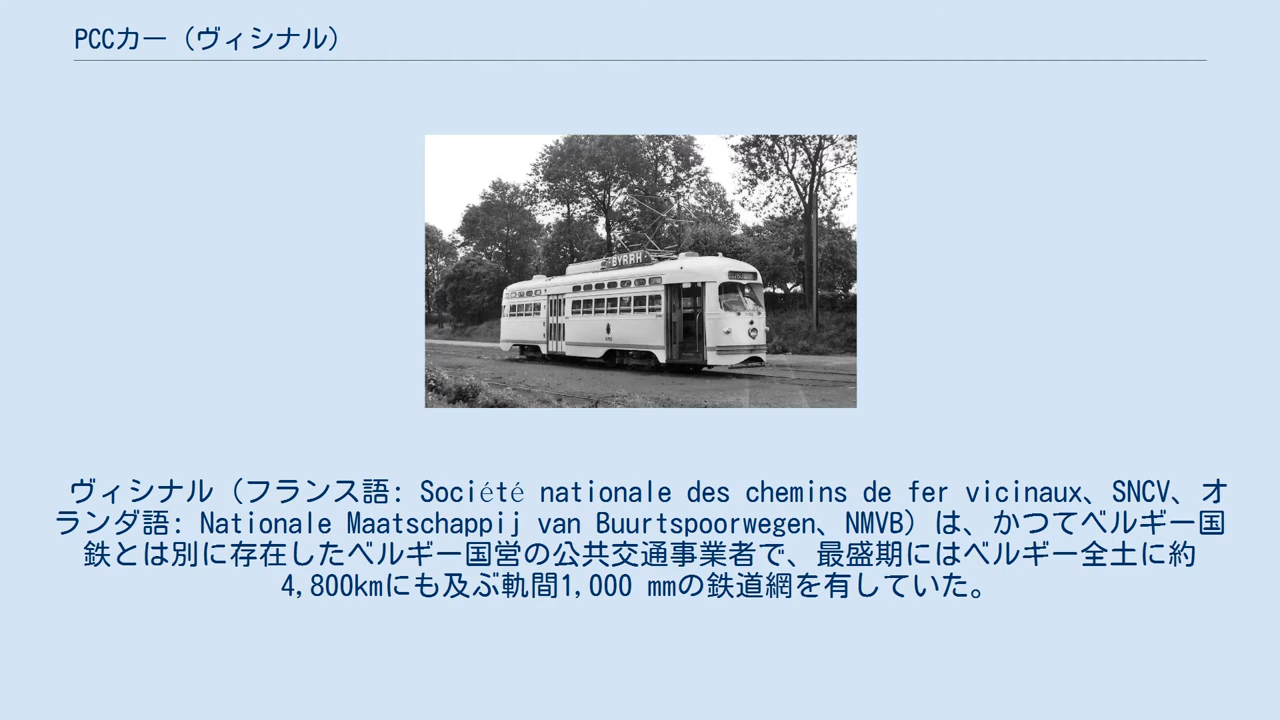 PCCカー（ヴィシナル）
BYRRH
ヴィシナル（フランス語: Société nationale des chemins de fer vicinaux、SNCV、オ
ランダ語: Nationale Maatschappij van Buurtspoorwegen、NMVB）は、かつてベルギー国
鉄とは別に存在したベルギー国営の公共交通事業者で、最盛期にはベルギー全土に約
4,800kmにも及ぶ軌間1,000 mmの鉄道網を有していた。